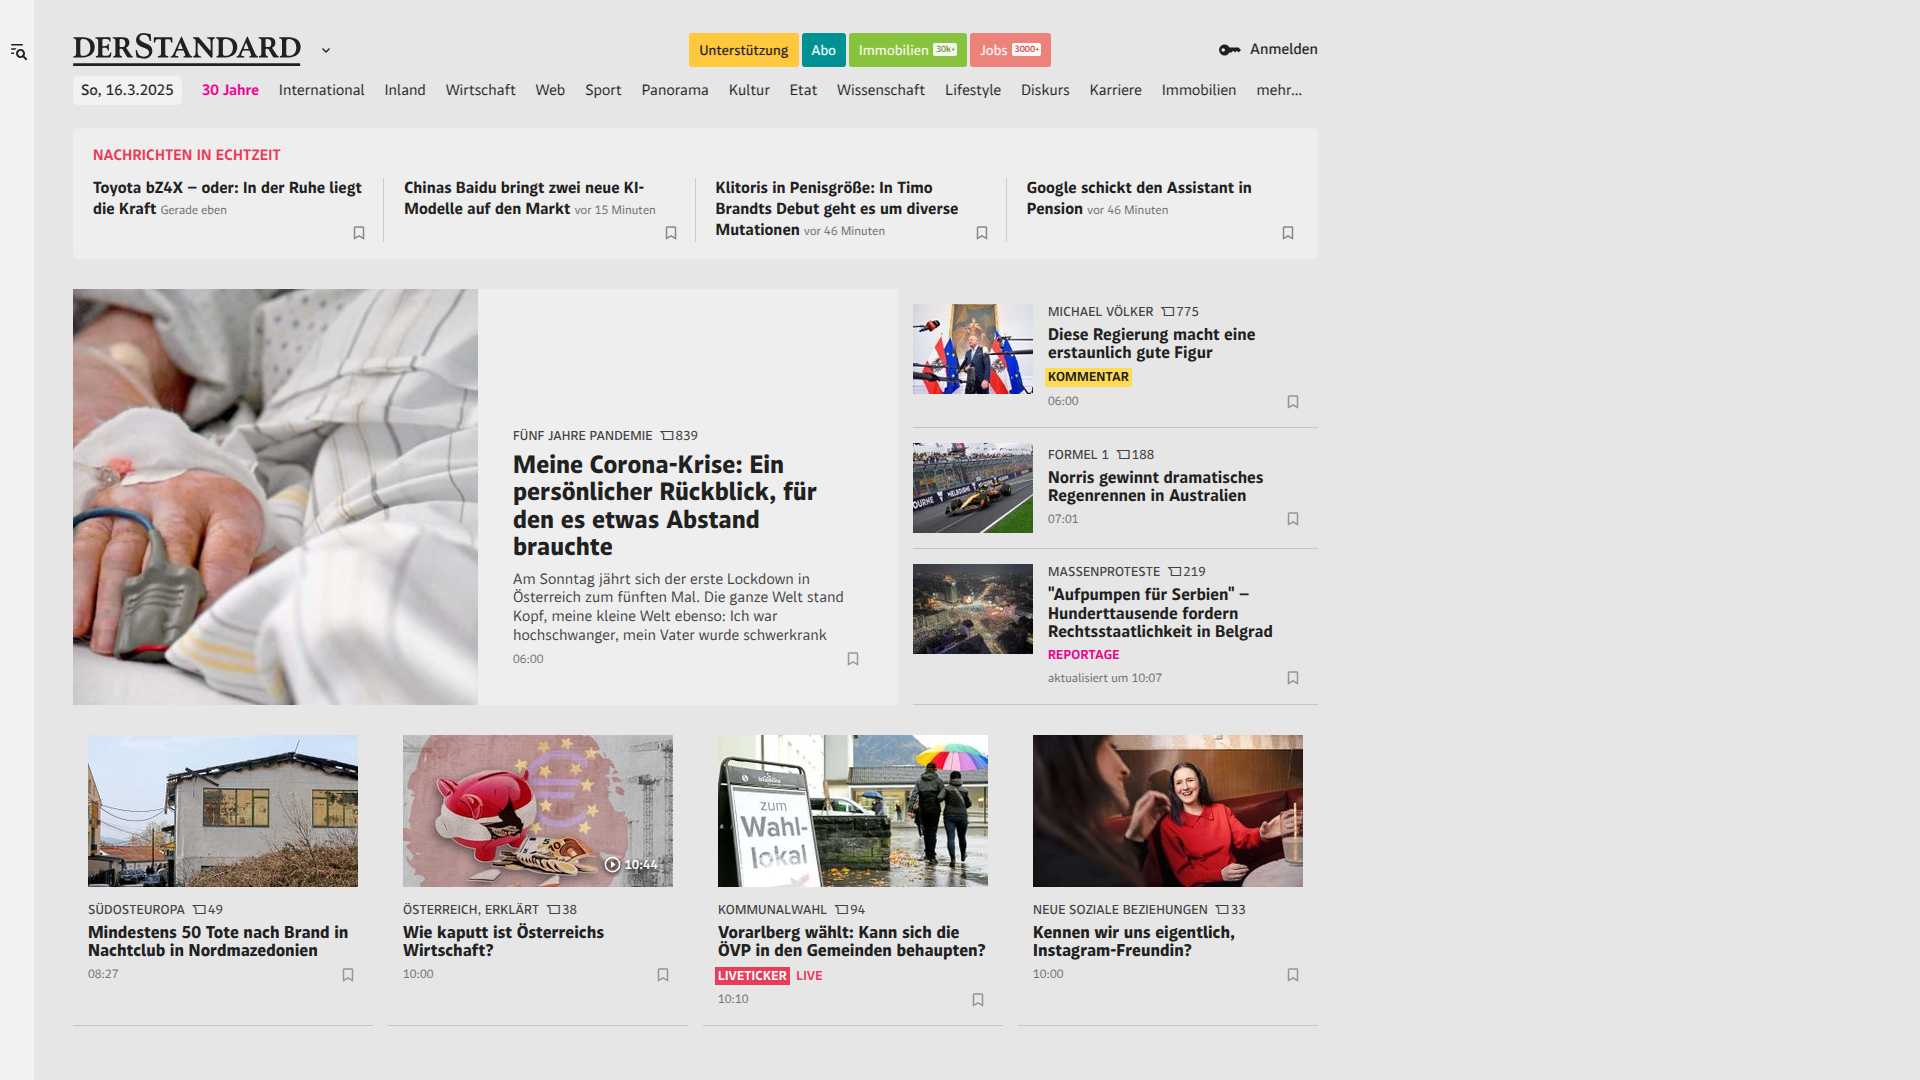 DERSTANDARD
Unterstützung
Abo
Immobilien 30k+
Jobs 3000+
Anmelden
So, 16.3.2025
30 Jahre
International
Inland
Wirtschaft
Web
Sport
Panorama
Kultur
Etat
Wissenschaft
Lifestyle
Diskurs
Karriere
Immobilien
mehr...
NACHRICHTEN IN ECHTZEIT
Toyota bZ4X – oder: In der Ruhe liegt
die Kraft Gerade eben
Chinas Baidu bringt zwei neue KI-
Modelle auf den Markt vor 15 Minuten
Klitoris in Penisgröße: In Timo
Brandts Debut geht es um diverse
Mutationen vor 46 Minuten
Google schickt den Assistant in
Pension vor 46 Minuten
FÜNF JAHRE PANDEMIE 839
Meine Corona-Krise: Ein
persönlicher Rückblick, für
den es etwas Abstand
brauchte
Am Sonntag jährt sich der erste Lockdown in
Österreich zum fünften Mal. Die ganze Welt stand
Kopf, meine kleine Welt ebenso: Ich war
hochschwanger, mein Vater wurde schwerkrank
06:00
MICHAEL VÖLKER 775
Diese Regierung macht eine
erstaunlich gute Figur
KOMMENTAR
06:00
FORMEL 1 188
Norris gewinnt dramatisches
Regenrennen in Australien
07:01
MASSENPROTESTE 219
"Aufpumpen für Serbien" –
Hunderttausende fordern
Rechtsstaatlichkeit in Belgrad
REPORTAGE
aktualisiert um 10:07
SÜDOSTEUROPA 49
Mindestens 50 Tote nach Brand in
Nachtclub in Nordmazedonien
08:27
10:44
ÖSTERREICH, ERKLÄRT 38
Wie kaputt ist Österreichs
Wirtschaft?
10:00
zum
Wahl-
lokal
KOMMUNALWAHL 94
Vorarlberg wählt: Kann sich die
ÖVP in den Gemeinden behaupten?
LIVETICKER LIVE
10:10
NEUE SOZIALE BEZIEHUNGEN 33
Kennen wir uns eigentlich,
Instagram-Freundin?
10:00